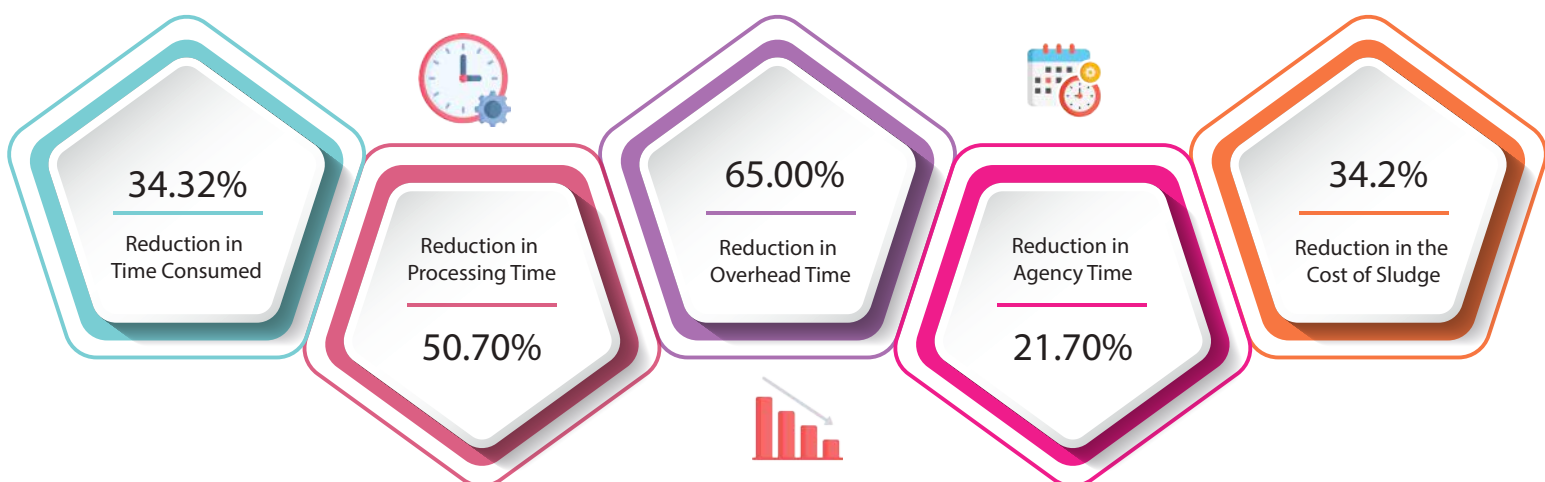 34.32%
Reduction in
Time Consumed
Reduction in
Processing Time
50.70%
65.00%
Reduction in
Overhead Time
Reduction in
Agency Time
21.70%
34.2%
Reduction in the
Cost of Sludge